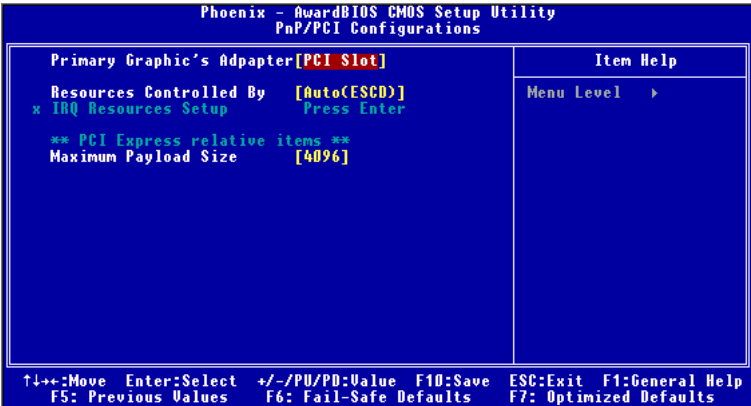 Phoenix - AwardBIOS CMOS Setup Utility
PnP/PCI Configurations
Primary Graphic's Adpapter[PCI Slot]
Resources Controlled By [Auto(ESCD)]
x IRQ Resources Setup Press Enter
** PCI Express relative items **
Maximum Payload Size [4096]
Item Help
Menu Level ▸
↑↓→←:Move Enter:Select +/-/PU/PD:Value F10:Save ESC:Exit F1:General Help
F5: Previous Values F6: Fail-Safe Defaults F7: Optimized Defaults